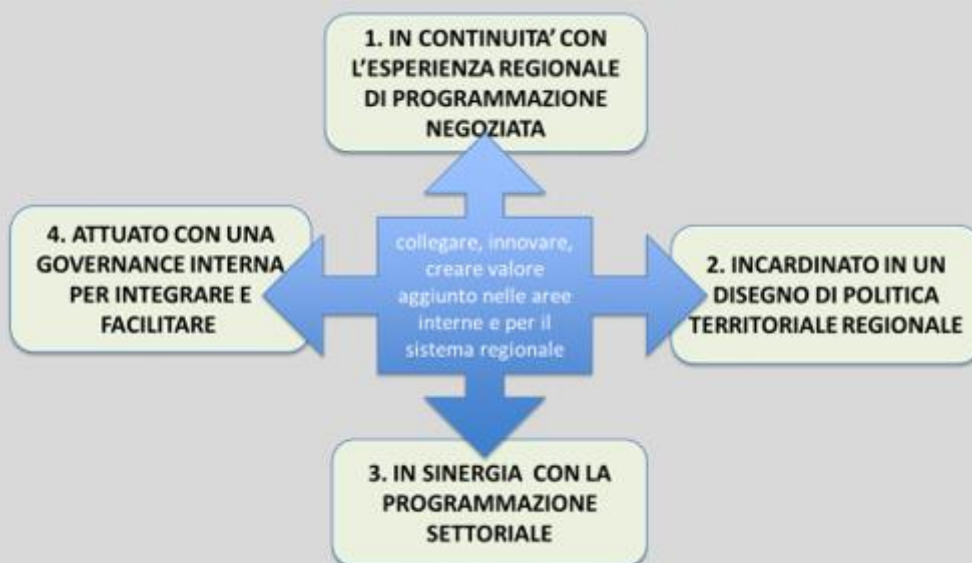 1. IN CONTINUITA' CON
L'ESPERIENZA REGIONALE
DI PROGRAMMAZIONE
NEGOZIATA
4. ATTUATO CON UNA
GOVERNANCE INTERNA
PER INTEGRARE E
FACILITARE
collegare, innovare,
creare valore
aggiunto nelle aree
interne e per il
sistema regionale
2. INCARDINATO IN UN
DISEGNO DI POLITICA
TERRITORIALE REGIONALE
3. IN SINERGIA CON LA
PROGRAMMAZIONE
SETTORIALE